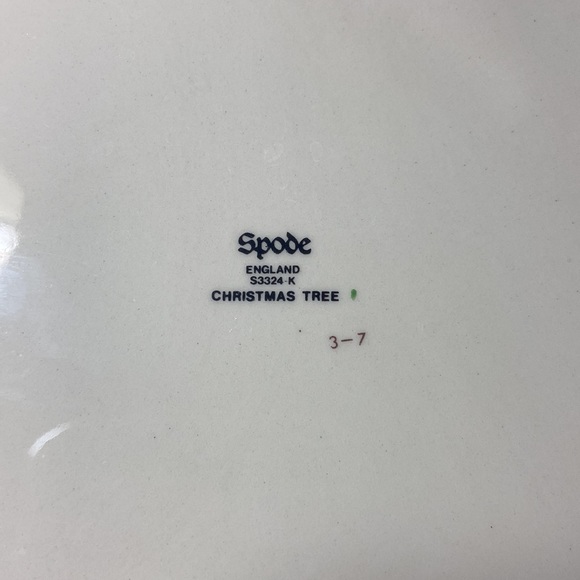 Spode
ENGLAND
S3324-K
CHRISTMAS TREE
3-7